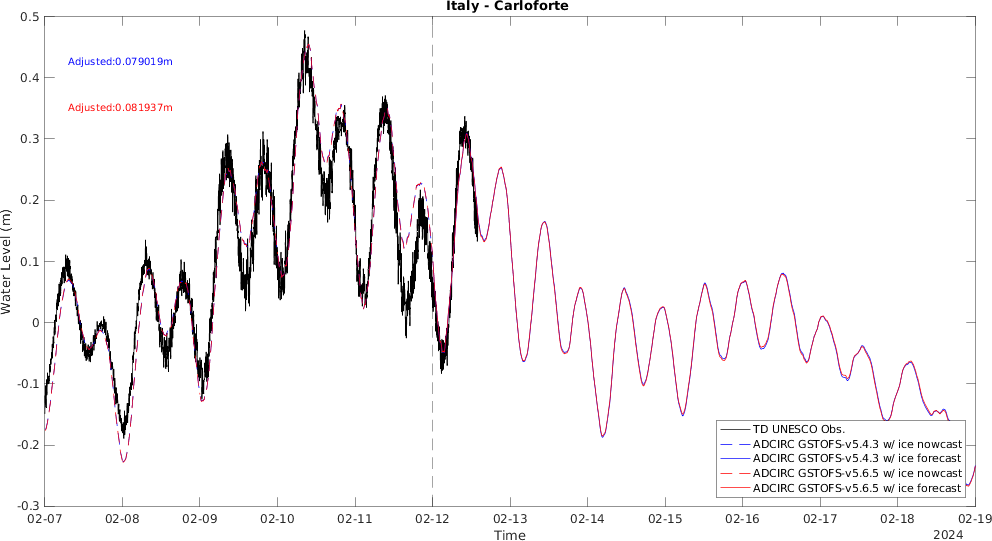 Italy - Carloforte
0.5
0.4
0.3
0.2
0.1
0
-0.1
-0.2
-0.3
Water Level (m)
Adjusted:0.079019m
Adjusted:0.081937m
TD UNESCO Obs.
ADCIRC GSTOFS-v5.4.3 w/ ice nowcast
ADCIRC GSTOFS-v5.4.3 w/ ice forecast
ADCIRC GSTOFS-v5.6.5 w/ ice nowcast
ADCIRC GSTOFS-v5.6.5 w/ ice forecast
02-07 02-08 02-09 02-10 02-11 02-12 02-13 02-14 02-15 02-16 02-17 02-18 02-19
Time
2024